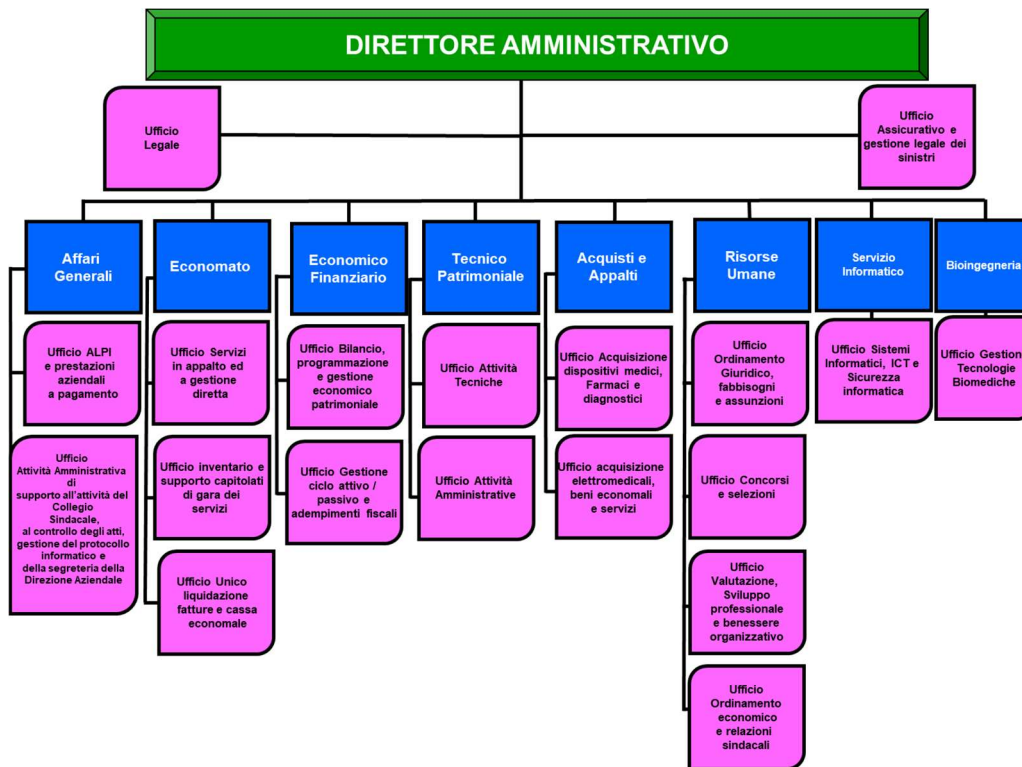 DIRETTORE AMMINISTRATIVO
Ufficio
Legale
Ufficio
Assicurativo e
gestione legale dei
sinistri
Affari
Generali
Economato
Economico
Finanziario
Tecnico
Patrimoniale
Acquisti e
Appalti
Risorse
Umane
Servizio
Informatico
Bioingegneria
Ufficio ALPI
e prestazioni
aziendali
a pagamento
Ufficio Servizi
in appalto ed
a gestione
diretta
Ufficio Bilancio,
programmazione
e gestione
economico
patrimoniale
Ufficio Attività
Tecniche
Ufficio Acquisizione
dispositivi medici,
Farmaci e
diagnostici
Ufficio
Ordinamento
Giuridico,
fabbisogni
e assunzioni
Ufficio Sistemi
Informatici, ICT e
Sicurezza
informatica
Ufficio Gestion
Tecnologie
Biomediche
Ufficio
Attività Amministrativa
di
supporto all'attività del
Collegio
Sindacale,
al controllo degli atti,
gestione del protocollo
informatico e
della segreteria della
Direzione Aziendale
Ufficio inventario e
supporto capitolati
di gara dei
servizi
Ufficio Gestione
ciclo attivo /
passivo e
adempimenti fiscali
Ufficio Attività
Amministrative
Ufficio acquisizione
elettromedicali,
beni economali
e servizi
Ufficio Concorsi
e selezioni
Ufficio Unico
liquidazione
fatture e cassa
economale
Ufficio
Valutazione,
Sviluppo
professionale
e benessere
organizzativo
Ufficio
Ordinamento
economico
e relazioni
sindacali